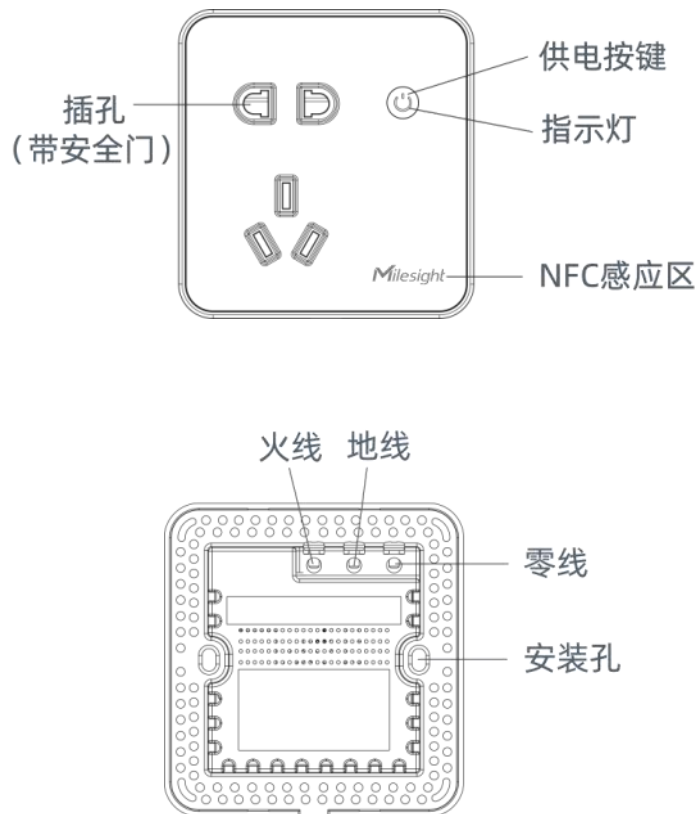 供电按键
插孔
(带安全门)
指示灯
Milesight
NFC感应区
火线 地线
零线
安装孔